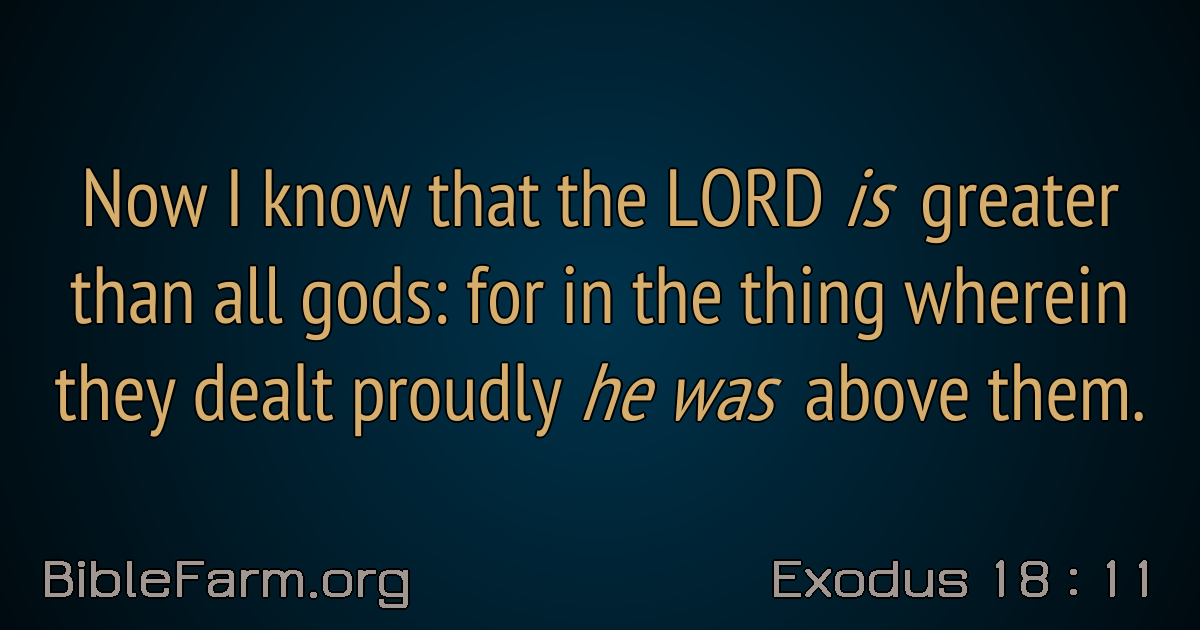 Now I know that the LORD is greater
than all gods: for in the thing wherein
they dealt proudly he was above them.
BibleFarm.org
Exodus 18:11